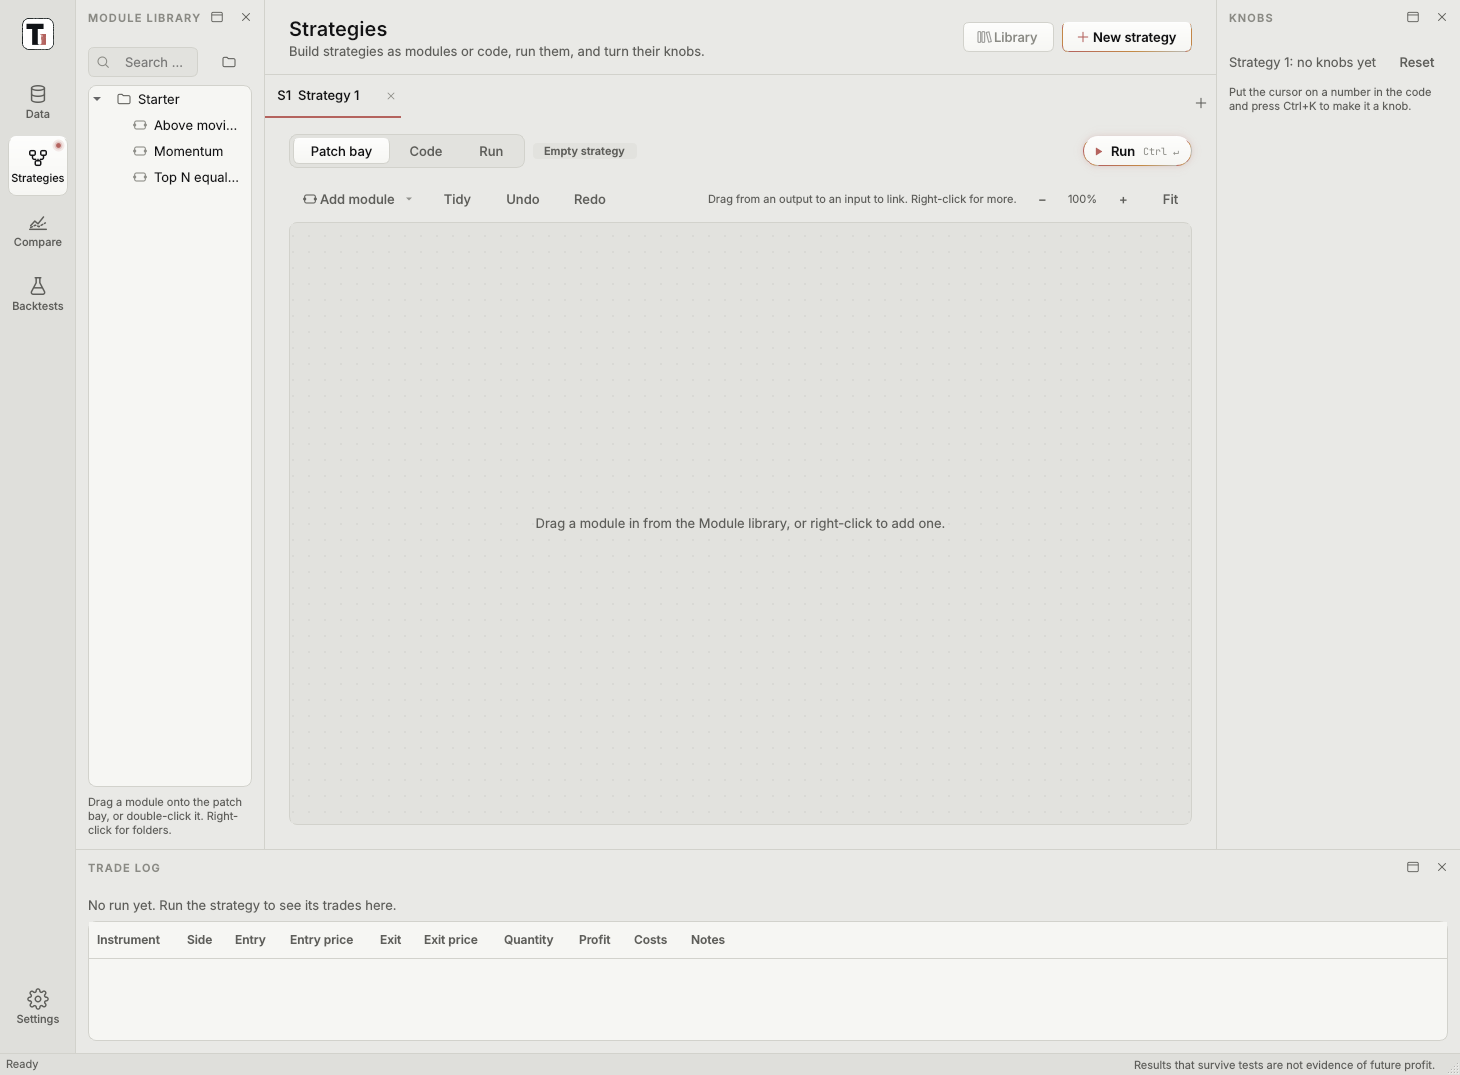 T
Data
Strategies
Compare
Backtests
Settings
MODULE LIBRARY
Search ...
Starter
Above movi...
Momentum
Top N equal...
Drag a module onto the patch
bay, or double-click it. Right-
click for folders.
Strategies
Build strategies as modules or code, run them, and turn their knobs.
Library
New strategy
S1 Strategy 1
Patch bay
Code
Run
Empty strategy
Run Ctrl ↵
Add module
Tidy
Undo
Redo
Drag from an output to an input to link. Right-click for more.
−
100%
+
Fit
Drag a module in from the Module library, or right-click to add one.
KNOBS
Strategy 1: no knobs yet
Reset
Put the cursor on a number in the code
and press Ctrl+K to make it a knob.
TRADE LOG
No run yet. Run the strategy to see its trades here.
Instrument Side Entry Entry price Exit Exit price Quantity Profit Costs Notes
Ready
Results that survive tests are not evidence of future profit.